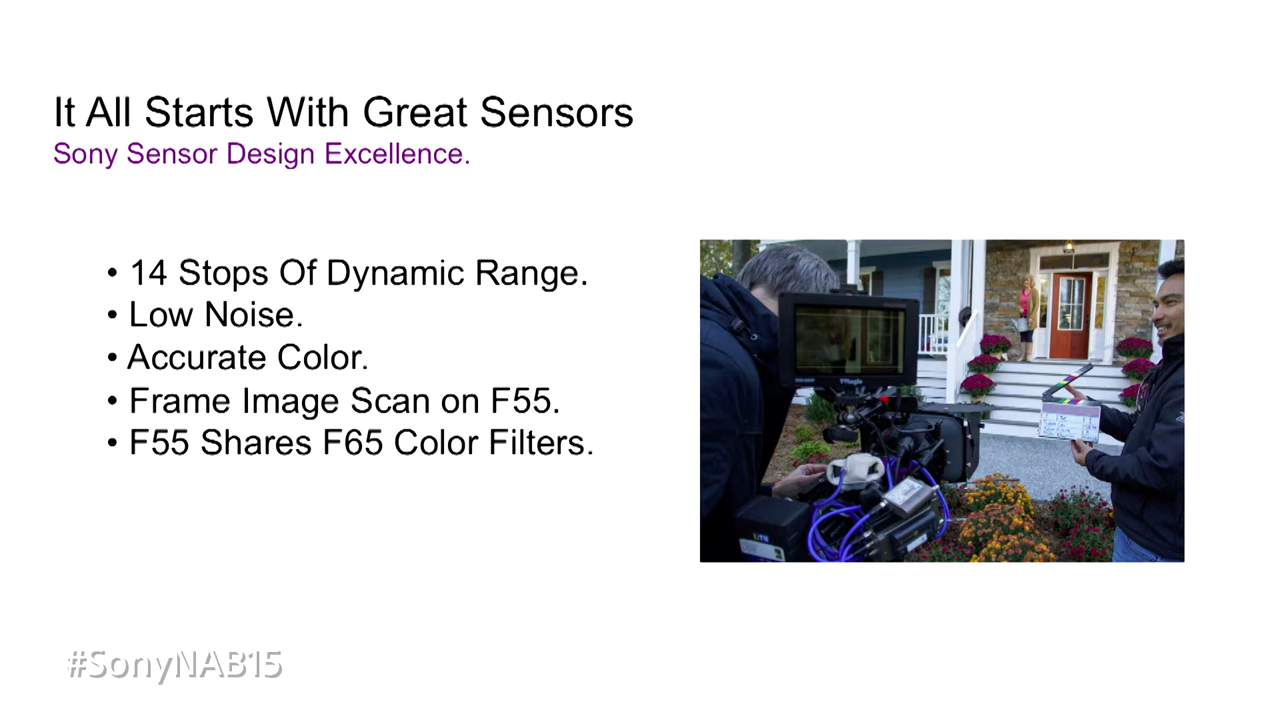 It All Starts With Great Sensors
Sony Sensor Design Excellence.
• 14 Stops Of Dynamic Range.
• Low Noise.
• Accurate Color.
• Frame Image Scan on F55.
• F55 Shares F65 Color Filters.
TVLogic
#SonyNAB15